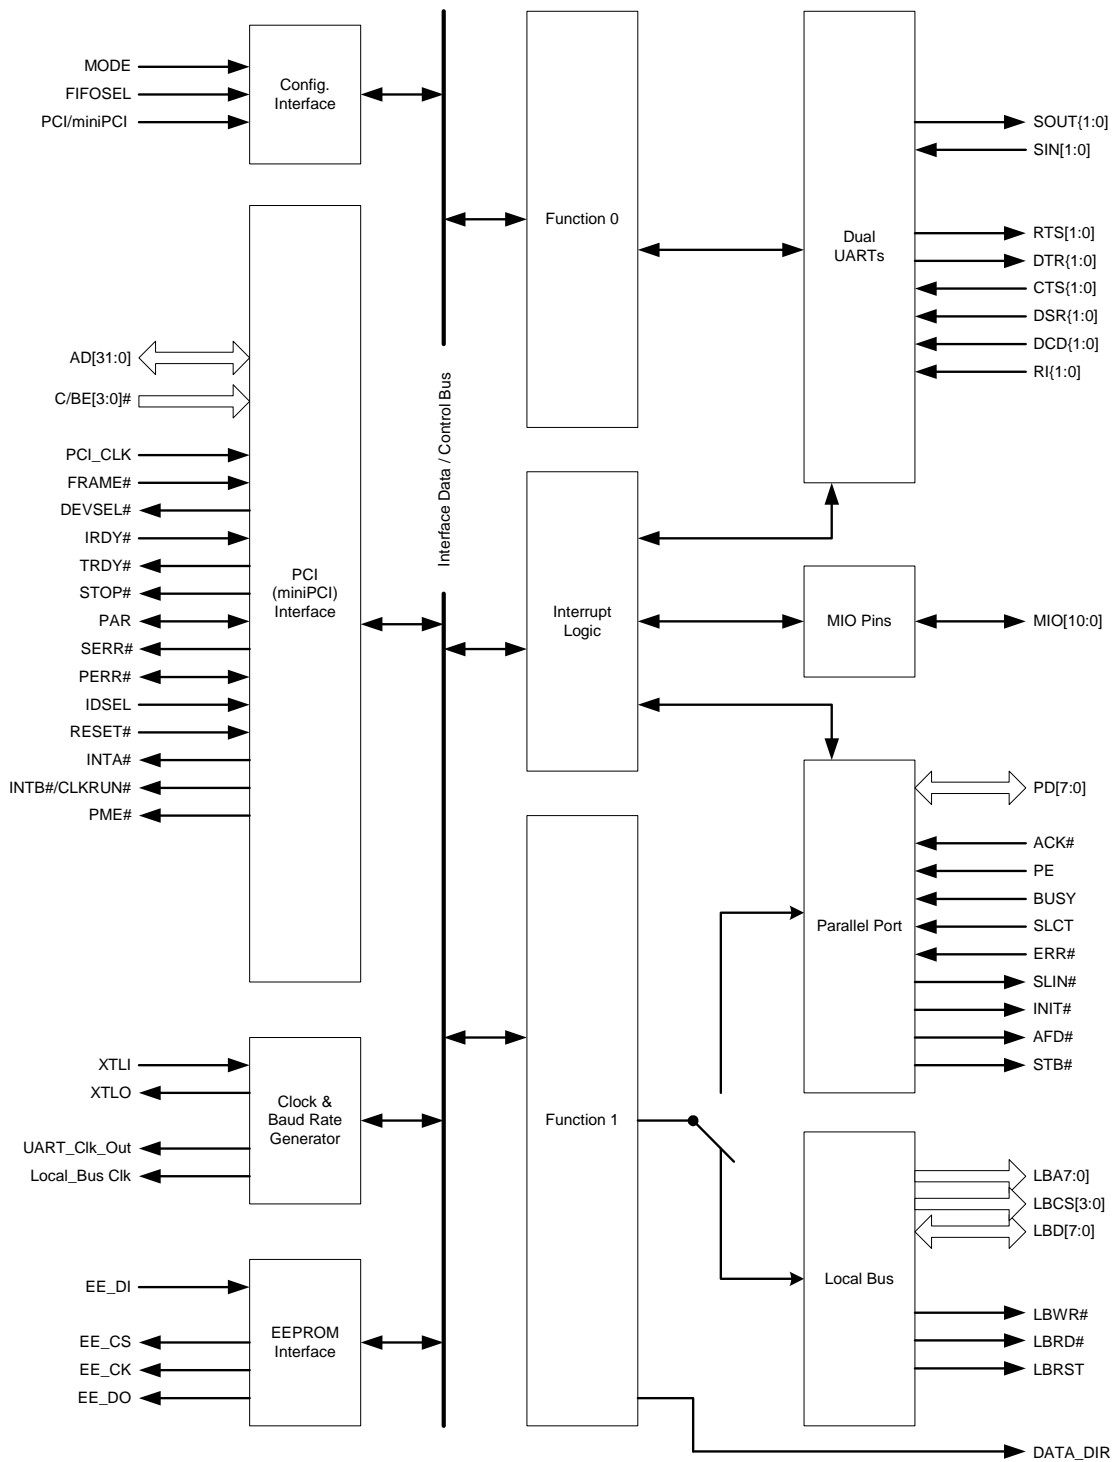 MODE
FIFOSEL
PCI/miniPCI
Config.
Interface
AD[31:0]
C/BE[3:0]#
PCI_CLK
FRAME#
DEVSEL#
IRDY#
TRDY#
STOP#
PAR
SERR#
PERR#
IDSEL
RESET#
INTA#
INTB#/CLKRUN#
PME#
PCI
(miniPCI)
Interface
XTLI
XTLO
UART_Clk_Out
Local_Bus Clk
Clock &
Baud Rate
Generator
EE_DI
EE_CS
EE_CK
EE_DO
EEPROM
Interface
Interface Data / Control Bus
Function 0
Interrupt
Logic
Function 1
Dual
UARTs
SOUT{1:0]
SIN[1:0]
RTS[1:0]
DTR{1:0]
CTS{1:0]
DSR{1:0]
DCD{1:0]
RI{1:0]
MIO Pins
MIO[10:0]
Parallel Port
PD[7:0]
ACK#
PE
BUSY
SLCT
ERR#
SLIN#
INIT#
AFD#
STB#
Local Bus
LBA7:0]
LBCS[3:0]
LBD[7:0]
LBWR#
LBRD#
LBRST
DATA_DIR